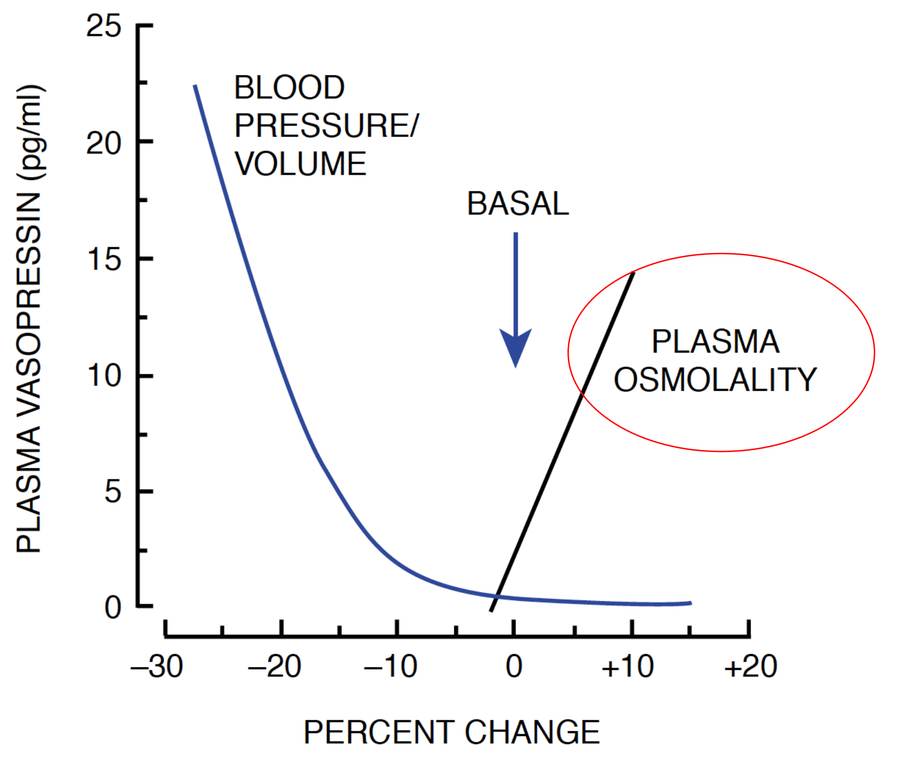 25
20
15
10
5
0
PLASMA VASOPRESSIN (pg/ml)
BLOOD
PRESSURE/
VOLUME
BASAL
PLASMA
OSMOLALITY
–30 –20 –10 0 +10 +20
PERCENT CHANGE